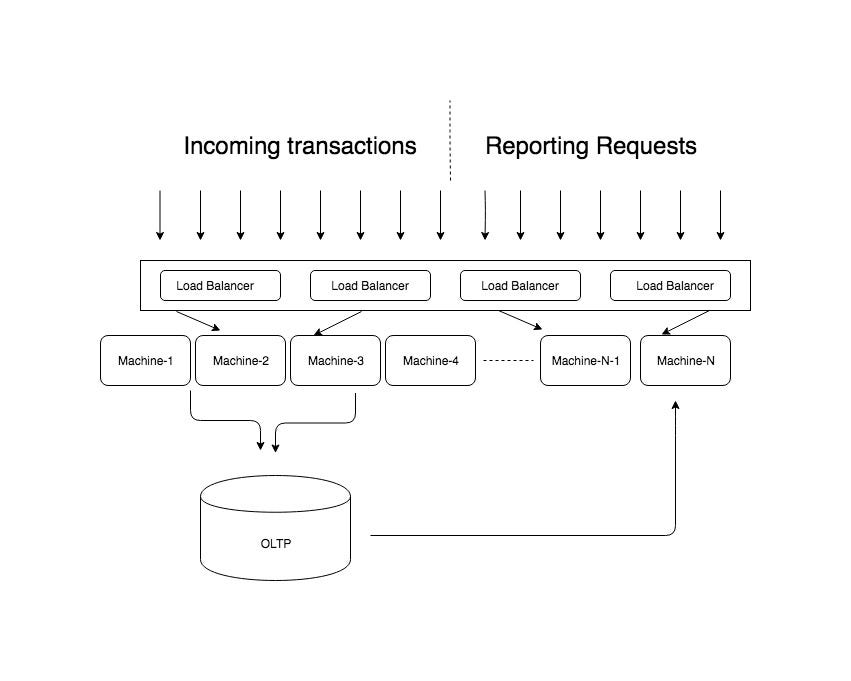 Incoming transactions
Reporting Requests
Load Balancer
Load Balancer
Load Balancer
Load Balancer
Machine-1
Machine-2
Machine-3
Machine-4
Machine-N-1
Machine-N
OLTP